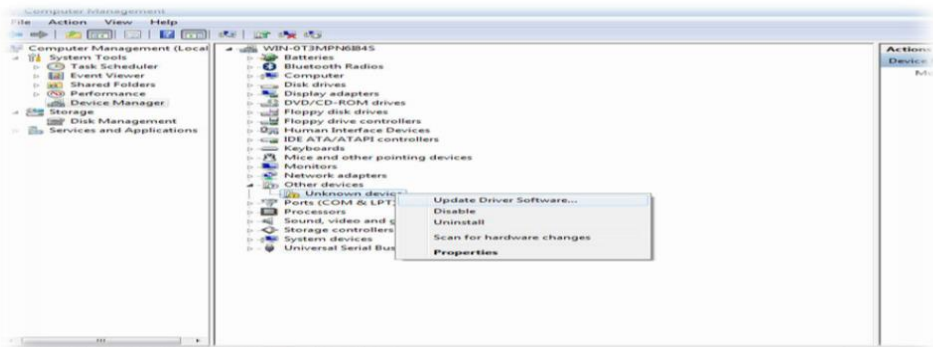 Computer Management
File Action View Help
Computer Management (Local
System Tools
Task Scheduler
Event Viewer
Shared Folders
Performance
Device Manager
Storage
Disk Management
Services and Applications
WIN-0T3MPN6I84S
Batteries
Bluetooth Radios
Computer
Disk drives
Display adapters
DVD/CD-ROM drives
Floppy disk drives
Floppy drive controllers
Human Interface Devices
IDE ATA/ATAPI controllers
Keyboards
Mice and other pointing devices
Monitors
Network adapters
Other devices
Unknown device
Ports (COM & LPT
Processors
Sound, video and g
Storage controllers
System devices
Universal Serial Bus
Update Driver Software...
Disable
Uninstall
Scan for hardware changes
Properties
Actions
Device
Mo